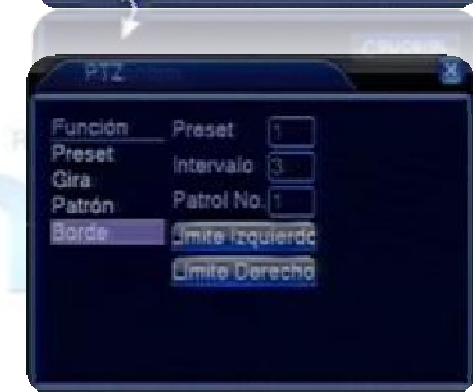 PTZ
Función
Preset
Gira
Patrón
Borde
Preset 1
Intervalo 3
Patrol No. 1
Limite Izquierdo
Limite Derecho